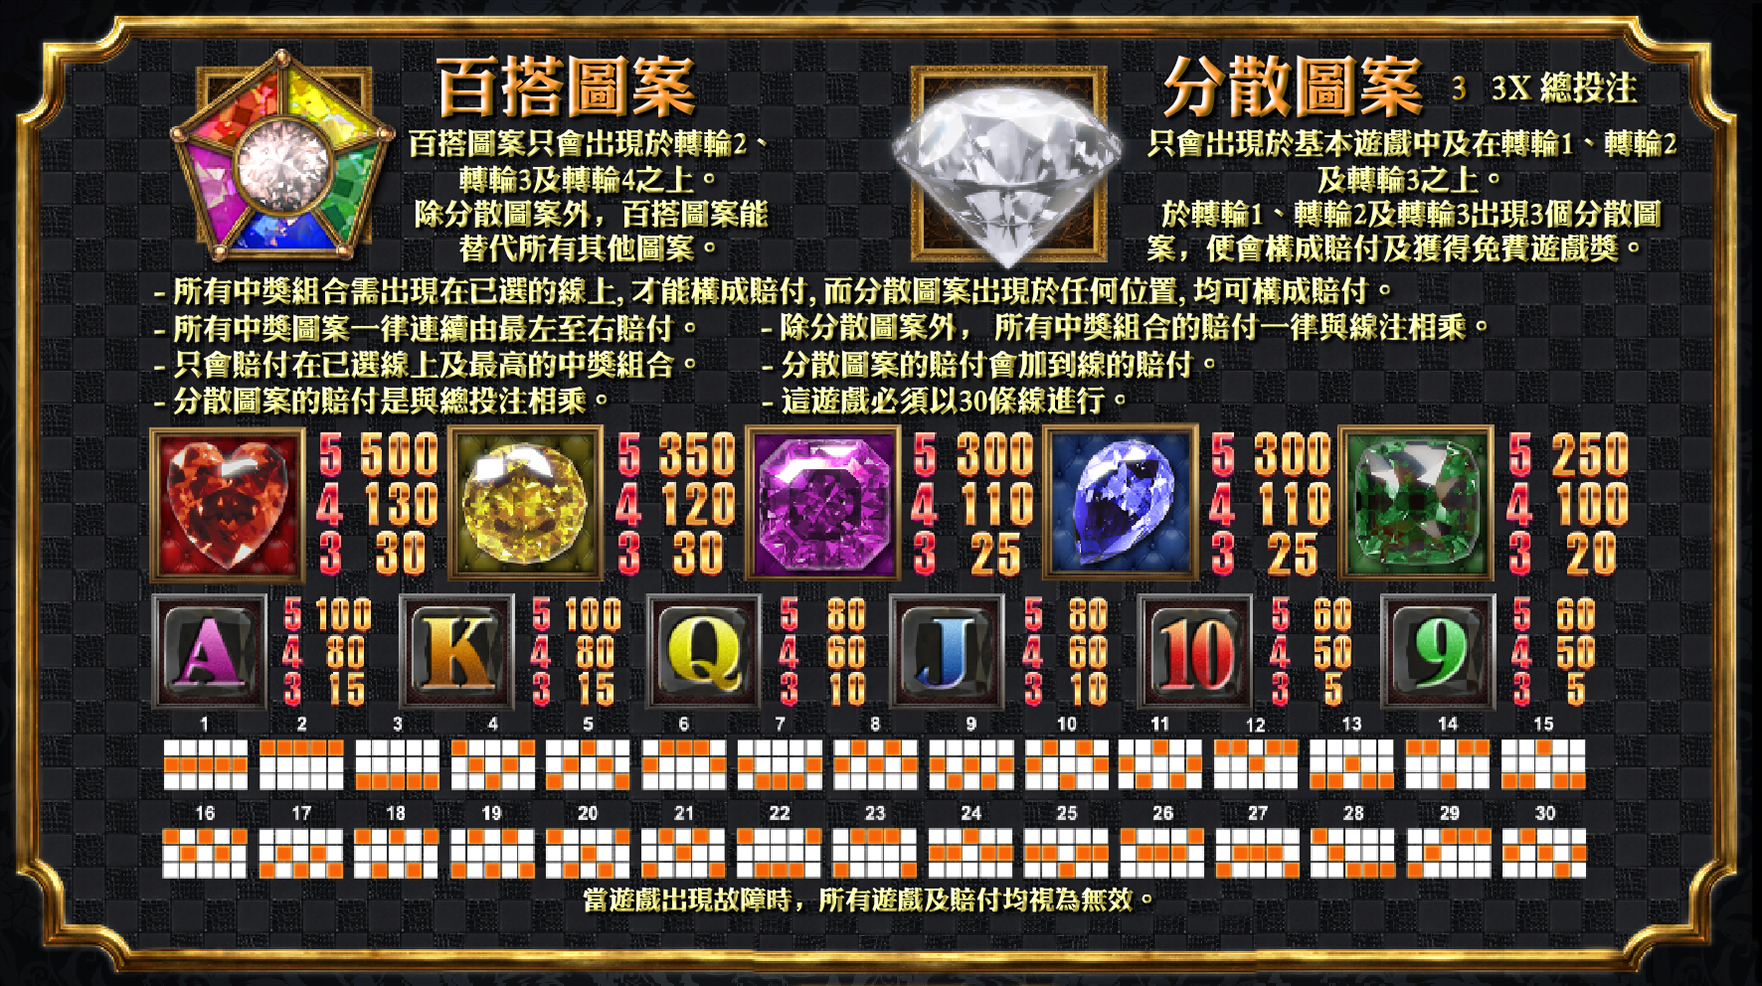 百搭圖案
百搭圖案只會出現於轉輪2、
轉輪3及轉輪4之上。
除分散圖案外，百搭圖案能
替代所有其他圖案。
分散圖案 3 3X 總投注
只會出現於基本遊戲中及在轉輪1、轉輪2
及轉輪3之上。
於轉輪1、轉輪2及轉輪3出現3個分散圖
案，便會構成賠付及獲得免費遊戲獎。
- 所有中獎組合需出現在已選的線上, 才能構成賠付, 而分散圖案出現於任何位置, 均可構成賠付。
- 所有中獎圖案一律連續由最左至右賠付。 - 除分散圖案外， 所有中獎組合的賠付一律與線注相乘。
- 只會賠付在已選線上及最高的中獎組合。 - 分散圖案的賠付會加到線的賠付。
- 分散圖案的賠付是與總投注相乘。 - 這遊戲必須以30條線進行。
5 500 5 350 5 300 5 300 5 250
4 130 4 120 4 110 4 110 4 100
3 30 3 30 3 25 3 25 3 20
A K Q J 10 9
5 100 5 100 5 80 5 80 5 60 5 60
4 80 4 80 4 60 4 60 4 50 4 50
3 15 3 15 3 10 3 10 3 5 3 5
1 2 3 4 5 6 7 8 9 10 11 12 13 14 15
16 17 18 19 20 21 22 23 24 25 26 27 28 29 30
當遊戲出現故障時，所有遊戲及賠付均視為無效。